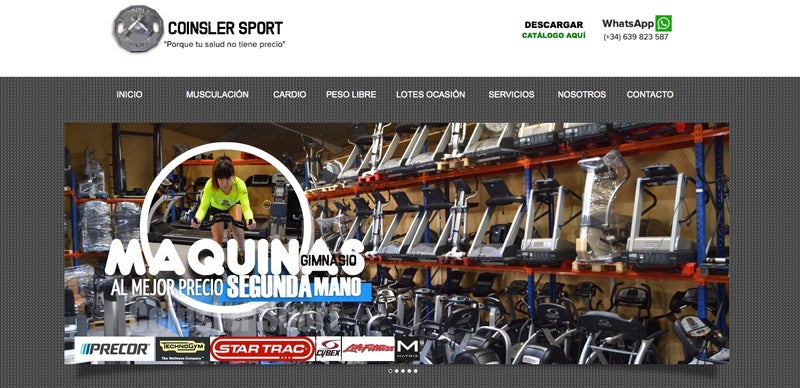 COINSLER SPORT
"Porque tu salud no tiene precio"
DESCARGAR
CATÁLOGO AQUÍ
WhatsApp
(+34) 639 823 587
INICIO MUSCULACIÓN CARDIO PESO LIBRE LOTES OCASIÓN SERVICIOS NOSOTROS CONTACTO
MAQUINAS
GIMNASIO
AL MEJOR PRECIO SEGUNDA MANO
PRECOR TECHNOGYM STAR TRAC CYBEX LifeFitness MATRIX
The Wellness Company